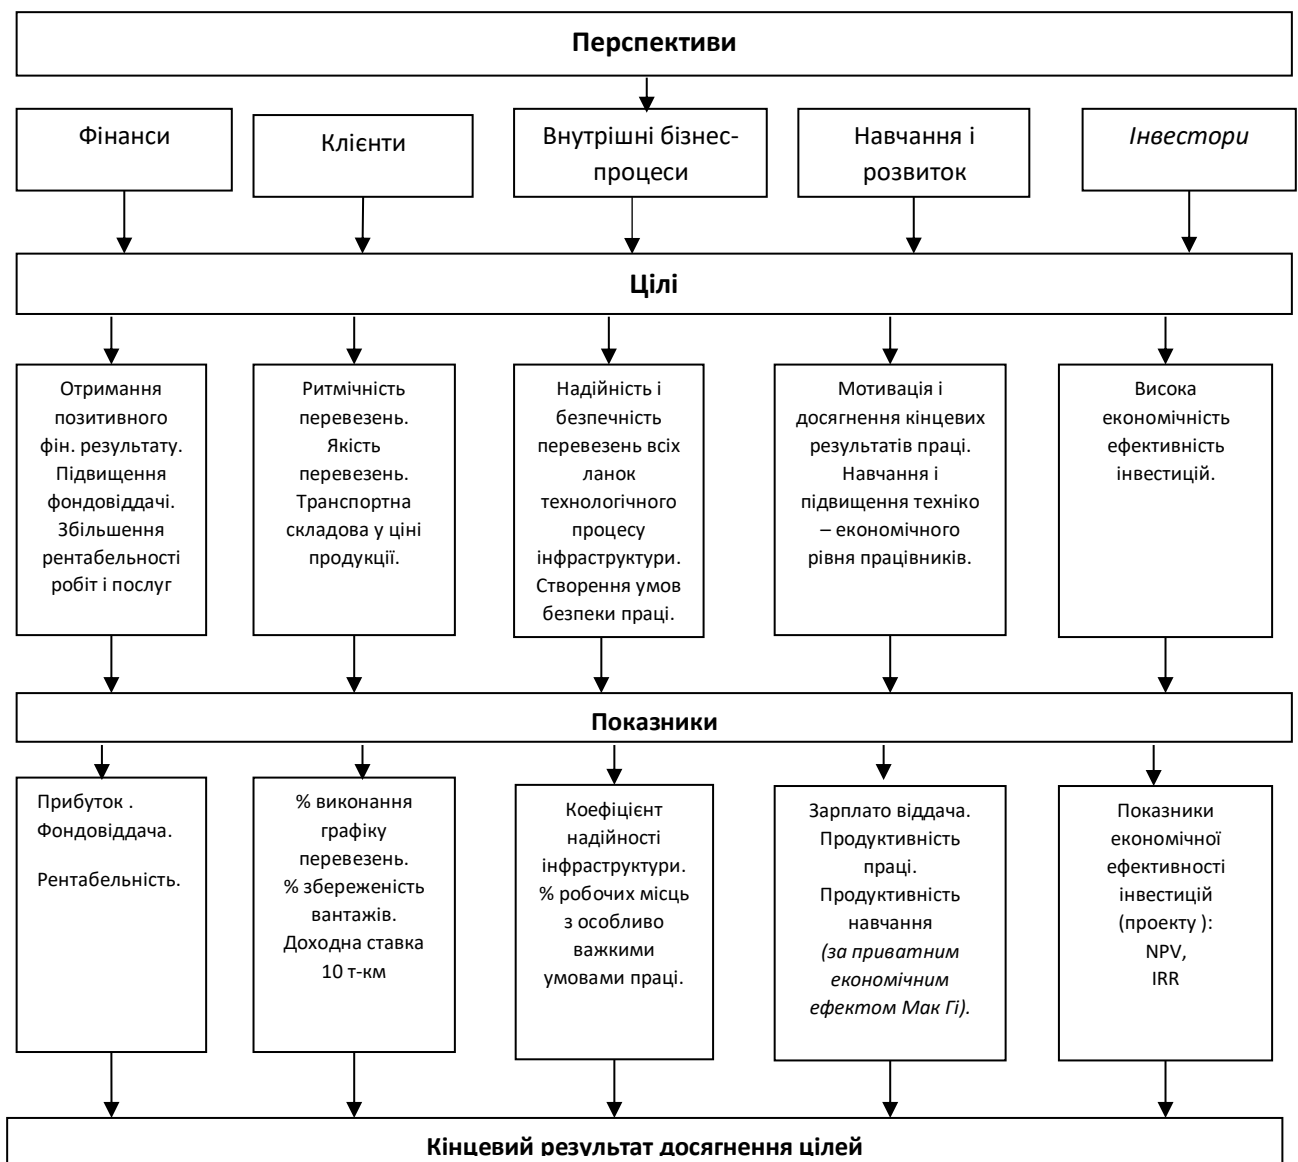 Перспективи
Фінанси
Клієнти
Внутрішні бізнес-
процеси
Навчання і
розвиток
Інвестори
Цілі
Отримання
позитивного
фін. результату.
Підвищення
фондовіддачі.
Збільшення
рентабельності
робіт і послуг
Ритмічність
перевезень.
Якість
перевезень.
Транспортна
складова у ціні
продукції.
Надійність і
безпечність
перевезень всіх
ланок
технологічного
процесу
інфраструктури.
Створення умов
безпеки праці.
Мотивація і
досягнення кінцевих
результатів праці.
Навчання і
підвищення техніко
– економічного
рівня працівників.
Висока
економічність
ефективність
інвестицій.
Показники
Прибуток .
Фондовіддача.
Рентабельність.
% виконання
графіку
перевезень.
% збереженість
вантажів.
Доходна ставка
10 т-км
Коефіцієнт
надійності
інфраструктури.
% робочих місць
з особливо
важкими
умовами праці.
Зарплато віддача.
Продуктивність
праці.
Продуктивність
навчання
(за приватним
економічним
ефектом Мак Гі).
Показники
економічної
ефективності
інвестицій
(проекту ):
NPV,
IRR
Кінцевий результат досягнення цілей